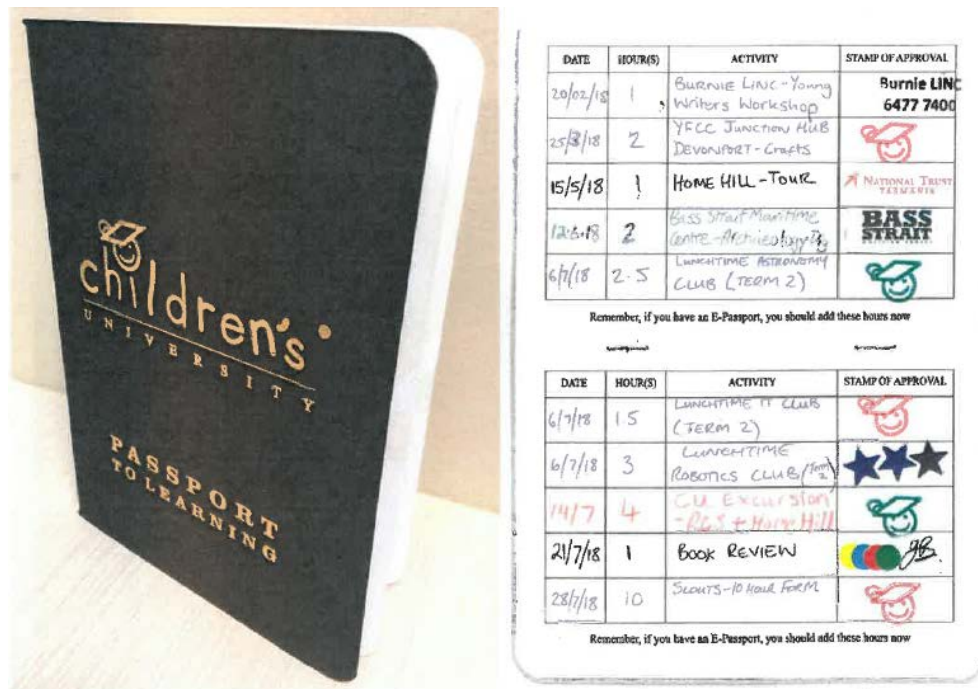 children's
UNIVERSITY
PASSPORT
TO LEARNING
DATE HOUR(S) ACTIVITY STAMP OF APPROVAL
20/02/18 1 BURNIE LINC - Young Burnie LINC
Writers Workshop 6477 7400
25/3/18 2 YFCC JUNCTION HUB
DEVONPORT - Crafts
15/5/18 1 HOME HILL - TOUR NATIONAL TRUST
TASMANIA
12.6.18 2 Bass Strait Maritime BASS
Centre - Archaeology Dig STRAIT
6/7/18 2.5 LUNCHTIME ASTRONOMY
CLUB (TERM 2)
Remember, if you have an E-Passport, you should add these hours now
DATE HOUR(S) ACTIVITY STAMP OF APPROVAL
6/7/18 1.5 LUNCHTIME IT CLUB
(TERM 2)
6/7/18 3 LUNCHTIME
ROBOTICS CLUB (Term 2)
14/7 4 CU Excursion
- + Home Hill
21/7/18 1 BOOK REVIEW
28/7/18 10 SCOUTS - 10 Hour FORM
Remember, if you have an E-Passport, you should add these hours now